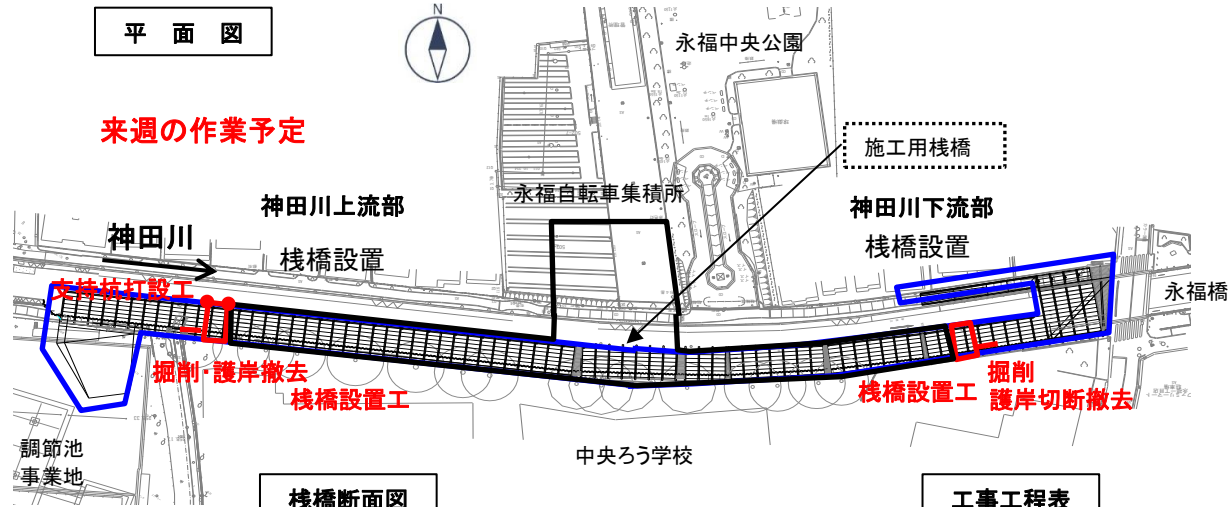 平 面 図
N
永福中央公園
来週の作業予定
施工用桟橋
永福自転車集積所
神田川上流部
神田川下流部
神田川
桟橋設置
桟橋設置
支持杭打設工
永福橋
掘削・護岸撤去
桟橋設置工
桟橋設置工
掘削
護岸切断撤去
中央ろう学校
調節池
事業地
桟橋断面図
工事工程表